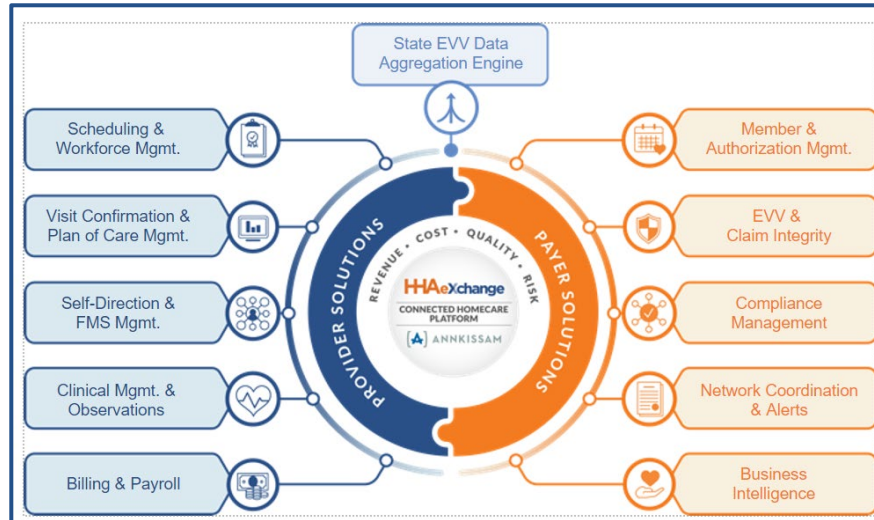 State EVV Data
Aggregation Engine
Scheduling &
Workforce Mgmt.
Visit Confirmation &
Plan of Care Mgmt.
Self-Direction &
FMS Mgmt.
Clinical Mgmt. &
Observations
Billing & Payroll
PROVIDER SOLUTIONS
REVENUE • COST • QUALITY • RISK
HHAeXchange
CONNECTED HOMECARE
PLATFORM
[A] ANNKISSAM
PAYER SOLUTIONS
Member &
Authorization Mgmt.
EVV &
Claim Integrity
Compliance
Management
Network Coordination
& Alerts
Business
Intelligence